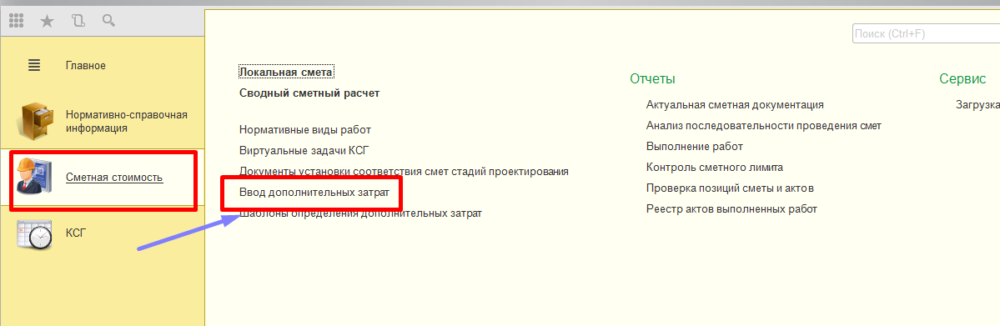 Поиск (Ctrl+F)
Главное
Нормативно-справочная
информация
Сметная стоимость
КСГ
Локальная смета
Сводный сметный расчет
Нормативные виды работ
Виртуальные задачи КСГ
Документы установки соответствия смет стадий проектирования
Ввод дополнительных затрат
Шаблоны определения дополнительных затрат
Отчеты
Актуальная сметная документация
Анализ последовательности проведения смет
Выполнение работ
Контроль сметного лимита
Проверка позиций сметы и актов
Реестр актов выполненных работ
Сервис
Загрузка